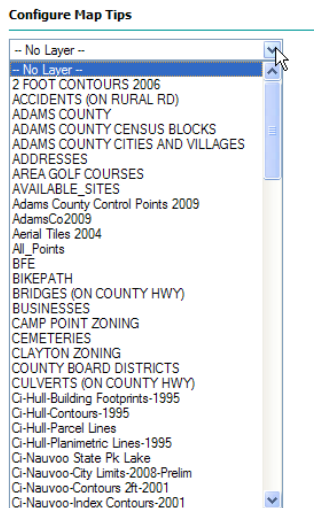 Configure Map Tips
-- No Layer --
-- No Layer --
2 FOOT CONTOURS 2006
ACCIDENTS (ON RURAL RD)
ADAMS COUNTY
ADAMS COUNTY CENSUS BLOCKS
ADAMS COUNTY CITIES AND VILLAGES
ADDRESSES
AREA GOLF COURSES
AVAILABLE_SITES
Adams County Control Points 2009
AdamsCo2009
Aerial Tiles 2004
All_Points
BFE
BIKEPATH
BRIDGES (ON COUNTY HWY)
BUSINESSES
CAMP POINT ZONING
CEMETERIES
CLAYTON ZONING
COUNTY BOARD DISTRICTS
CULVERTS (ON COUNTY HWY)
Ci-Hull-Building Footprints-1995
Ci-Hull-Contours-1995
Ci-Hull-Parcel Lines
Ci-Hull-Planimetric Lines-1995
Ci-Nauvoo State Pk Lake
Ci-Nauvoo-City Limits-2008-Prelim
Ci-Nauvoo-Contours 2ft-2001
Ci-Nauvoo-Index Contours-2001